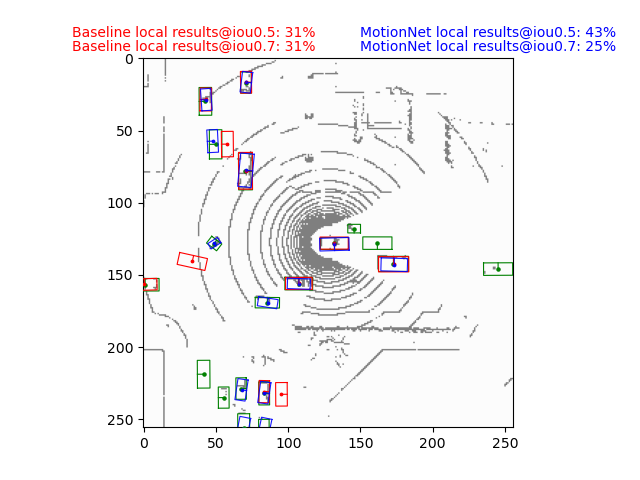 Baseline local results@iou0.5: 31% MotionNet local results@iou0.5: 43%
Baseline local results@iou0.7: 31% MotionNet local results@iou0.7: 25%
0
50
100
150
200
250
0 50 100 150 200 250